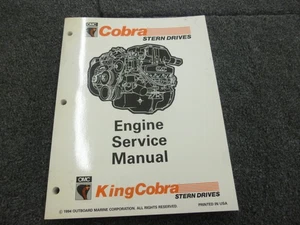 OMC Cobra
STERN DRIVES
Engine
Service
Manual
OMC KingCobra
STERN DRIVES
© 1994 OUTBOARD MARINE CORPORATION. ALL RIGHTS RESERVED. PRINTED IN USA